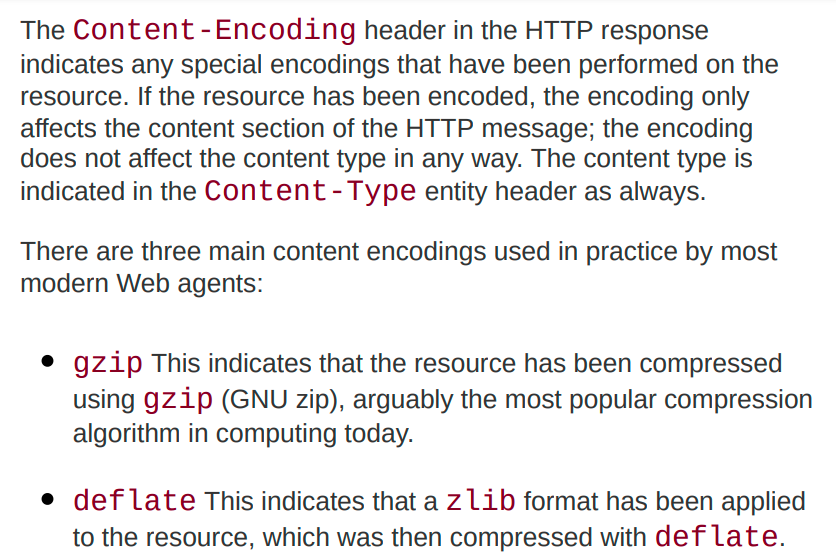 The Content-Encoding header in the HTTP response
indicates any special encodings that have been performed on the
resource. If the resource has been encoded, the encoding only
affects the content section of the HTTP message; the encoding
does not affect the content type in any way. The content type is
indicated in the Content-Type entity header as always.
There are three main content encodings used in practice by most
modern Web agents:
• gzip This indicates that the resource has been compressed
using gzip (GNU zip), arguably the most popular compression
algorithm in computing today.
• deflate This indicates that a zlib format has been applied
to the resource, which was then compressed with deflate.